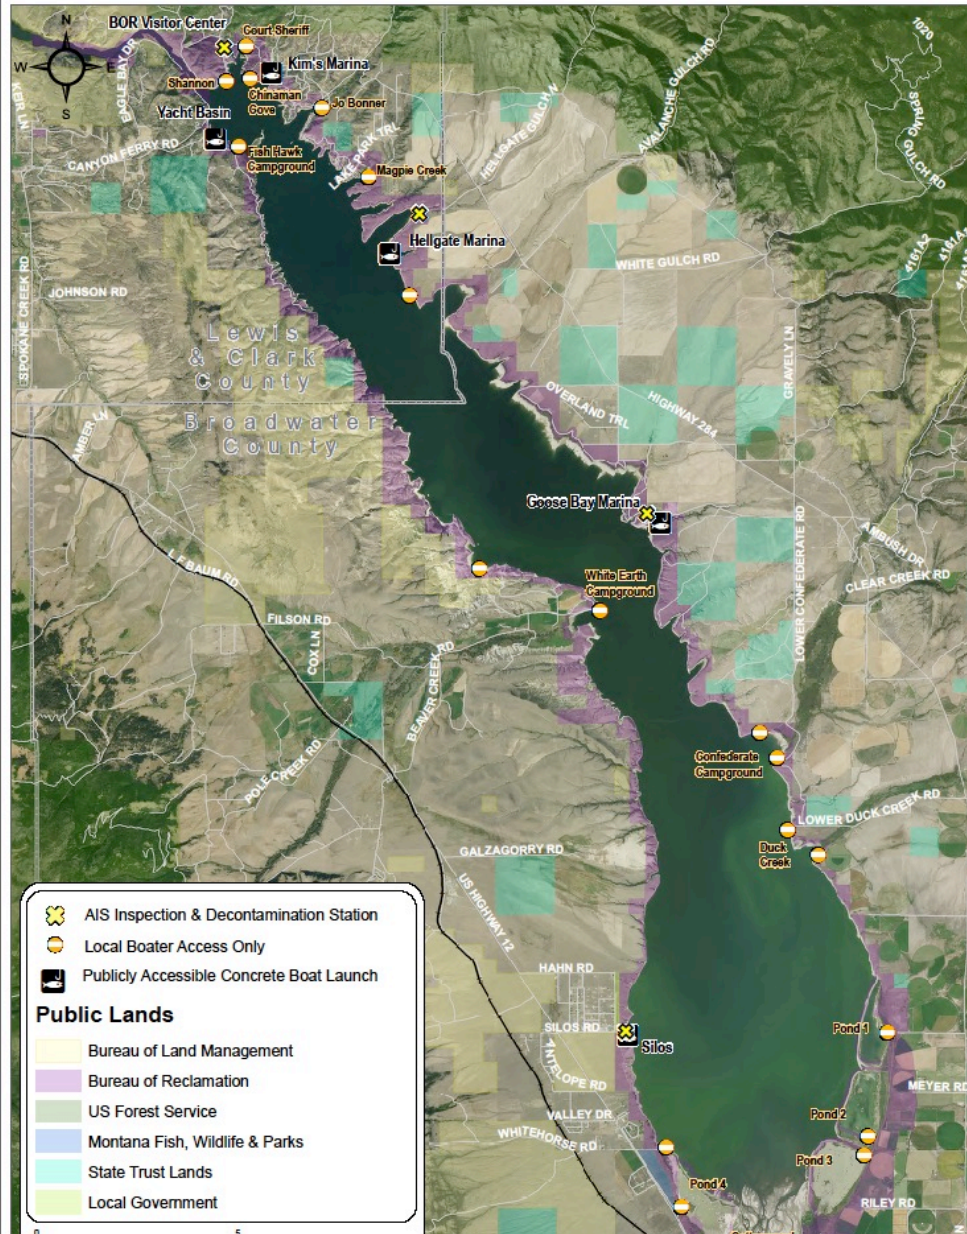 BOR Visitor Center
Court Sheriff
N
W
E
S
EAGLE BAY DR
KEIR LN
Shannon
Kim's Marina
Chinaman
Gove
Jo Bonner
Yacht Basin
CANYON FERRY RD
Fish Hawk
Campground
LAKE PARK TRL
Magpie Creek
HELLGATE GULCH N
AVALANCHE GULCH RD
1020
SPRING GULCH RD
Hellgate Marina
WHITE GULCH RD
4161A2
SPOKANE CREEK RD
JOHNSON RD
Lewis
& Clark
County
Broadwater
County
AMBER LN
OVERLAND TRL
HIGHWAY 284
GRAVELY LN
Goose Bay Marina
LOWER CONFEDERATE RD
AMBUSH DR
CLEAR CREEK RD
L F BAUM RD
White Earth
Campground
FILSON RD
COX LN
BEAVER CREEK RD
POLE CREEK RD
Confederate
Campground
LOWER DUCK CREEK RD
Duck
Creek
GALZAGORRY RD
US HIGHWAY 12
HAHN RD
SILOS RD
Silos
ANTELOPE RD
VALLEY DR
WHITEHORSE RD
Pond 1
MEYER RD
Pond 2
Pond 3
Pond 4
RILEY RD
N
AIS Inspection & Decontamination Station
Local Boater Access Only
Publicly Accessible Concrete Boat Launch
Public Lands
Bureau of Land Management
Bureau of Reclamation
US Forest Service
Montana Fish, Wildlife & Parks
State Trust Lands
Local Government
0 5